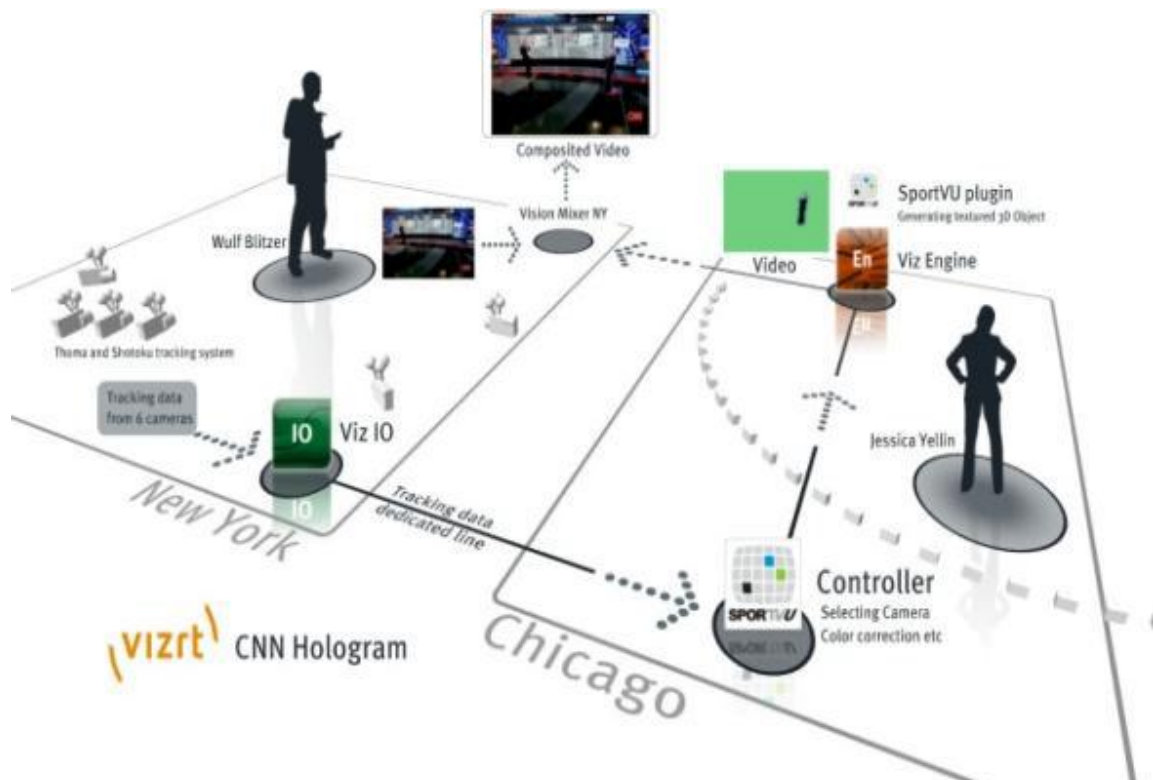 Composited Video
Vision Mixer NY
Wulf Blitzer
Thoma and Shotoku tracking system
Tracking data
from 6 cameras
IO
Viz IO
New York
Tracking data
dedicated line
Video
SPORTVU
SportVU plugin
Generating textured 3D Object
En
Viz Engine
Jessica Yellin
SPORTVU
Controller
Selecting Camera
Color correction etc
Chicago
vizrt
CNN Hologram
CNN